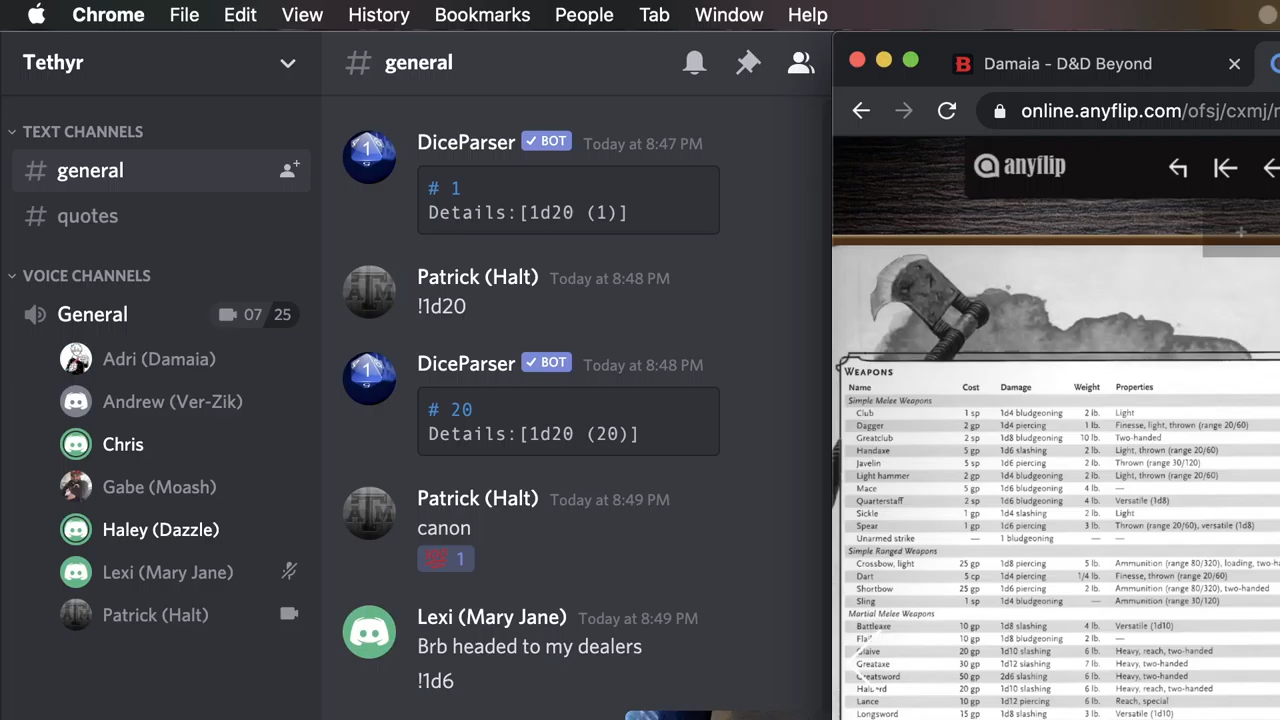 Chrome File Edit View History Bookmarks People Tab Window Help
Tethyr
TEXT CHANNELS
# general
# quotes
VOICE CHANNELS
General 07 25
Adri (Damaia)
Andrew (Ver-Zik)
Chris
Gabe (Moash)
Haley (Dazzle)
Lexi (Mary Jane)
Patrick (Halt)
# general
DiceParser ✓ BOT Today at 8:47 PM
# 1
Details:[1d20 (1)]
Patrick (Halt) Today at 8:48 PM
!1d20
DiceParser ✓ BOT Today at 8:48 PM
# 20
Details:[1d20 (20)]
Patrick (Halt) Today at 8:49 PM
canon
💯 1
Lexi (Mary Jane) Today at 8:49 PM
Brb headed to my dealers
!1d6
B Damaia - D&D Beyond
online.anyflip.com/ofsj/cxmj/
anyflip
WEAPONS
Name Cost Damage Weight Properties
Simple Melee Weapons
Club 1 sp 1d4 bludgeoning 2 lb. Light
Dagger 2 gp 1d4 piercing 1 lb. Finesse, light, thrown (range 20/60)
Greatclub 2 sp 1d8 bludgeoning 10 lb. Two-handed
Handaxe 5 gp 1d6 slashing 2 lb. Light, thrown (range 20/60)
Javelin 5 sp 1d6 piercing 2 lb. Thrown (range 30/120)
Light hammer 2 gp 1d4 bludgeoning 2 lb. Light, thrown (range 20/60)
Mace 5 gp 1d6 bludgeoning 4 lb. —
Quarterstaff 2 sp 1d6 bludgeoning 4 lb. Versatile (1d8)
Sickle 1 gp 1d4 slashing 2 lb. Light
Spear 1 gp 1d6 piercing 3 lb. Thrown (range 20/60), versatile (1d8)
Unarmed strike — 1 bludgeoning — —
Simple Ranged Weapons
Crossbow, light 25 gp 1d8 piercing 5 lb. Ammunition (range 80/320), loading, two-h
Dart 5 cp 1d4 piercing 1/4 lb. Finesse, thrown (range 20/60)
Shortbow 25 gp 1d6 piercing 2 lb. Ammunition (range 80/320), two-handed
Sling 1 sp 1d4 bludgeoning — Ammunition (range 30/120)
Martial Melee Weapons
Battleaxe 10 gp 1d8 slashing 4 lb. Versatile (1d10)
10 gp 1d8 bludgeoning 2 lb. —
Glaive 20 gp 1d10 slashing 6 lb. Heavy, reach, two-handed
Greataxe 30 gp 1d12 slashing 7 lb. Heavy, two-handed
Greatsword 50 gp 2d6 slashing 6 lb. Heavy, two-handed
Halberd 20 gp 1d10 slashing 6 lb. Heavy, reach, two-handed
Lance 10 gp 1d12 piercing 6 lb. Reach, special
Longsword 15 gp 1d8 slashing 3 lb. Versatile (1d10)